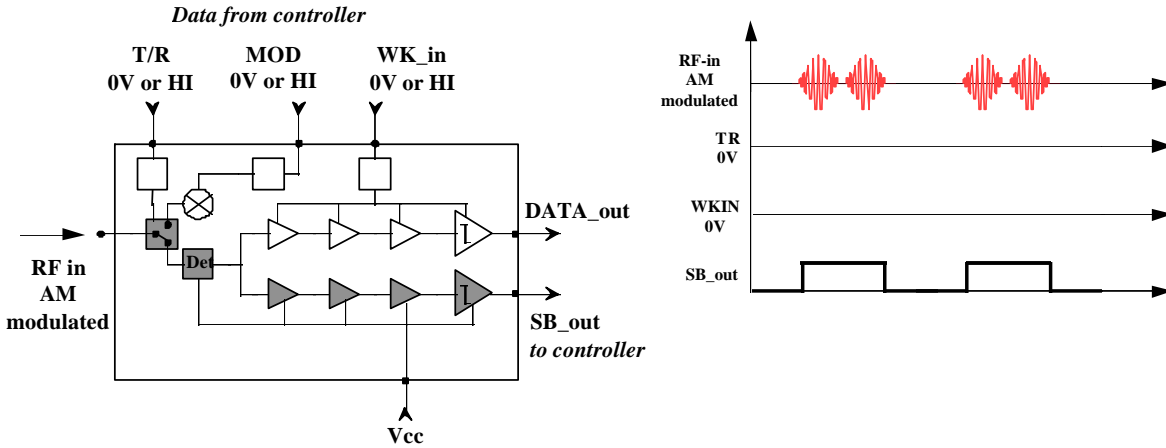 Data from controller
T/R
0V or HI
MOD
0V or HI
WK_in
0V or HI
DATA_out
Det
RF in
AM
modulated
SB_out
to controller
Vcc
RF-in
AM
modulated
TR
0V
WKIN
0V
SB_out